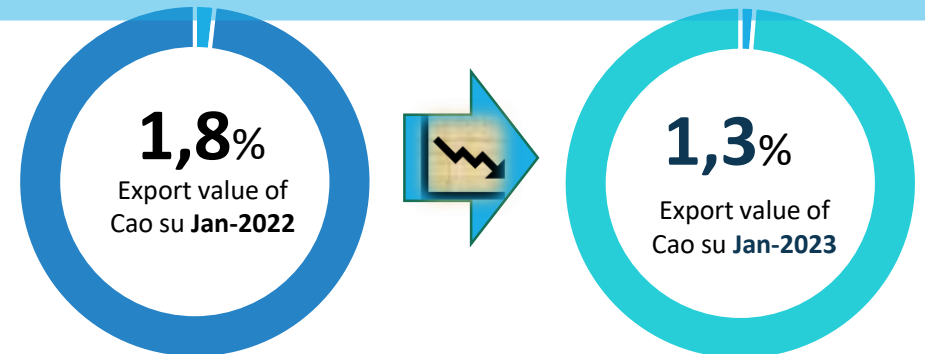 1,8%
Export value of
Cao su Jan-2022
1,3%
Export value of
Cao su Jan-2023